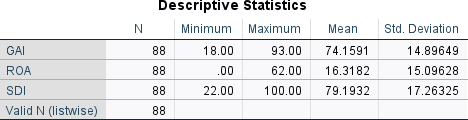 Descriptive Statistics
N Minimum Maximum Mean Std. Deviation
GAI 88 18.00 93.00 74.1591 14.89649
ROA 88 .00 62.00 16.3182 15.09628
SDI 88 22.00 100.00 79.1932 17.26325
Valid N (listwise) 88